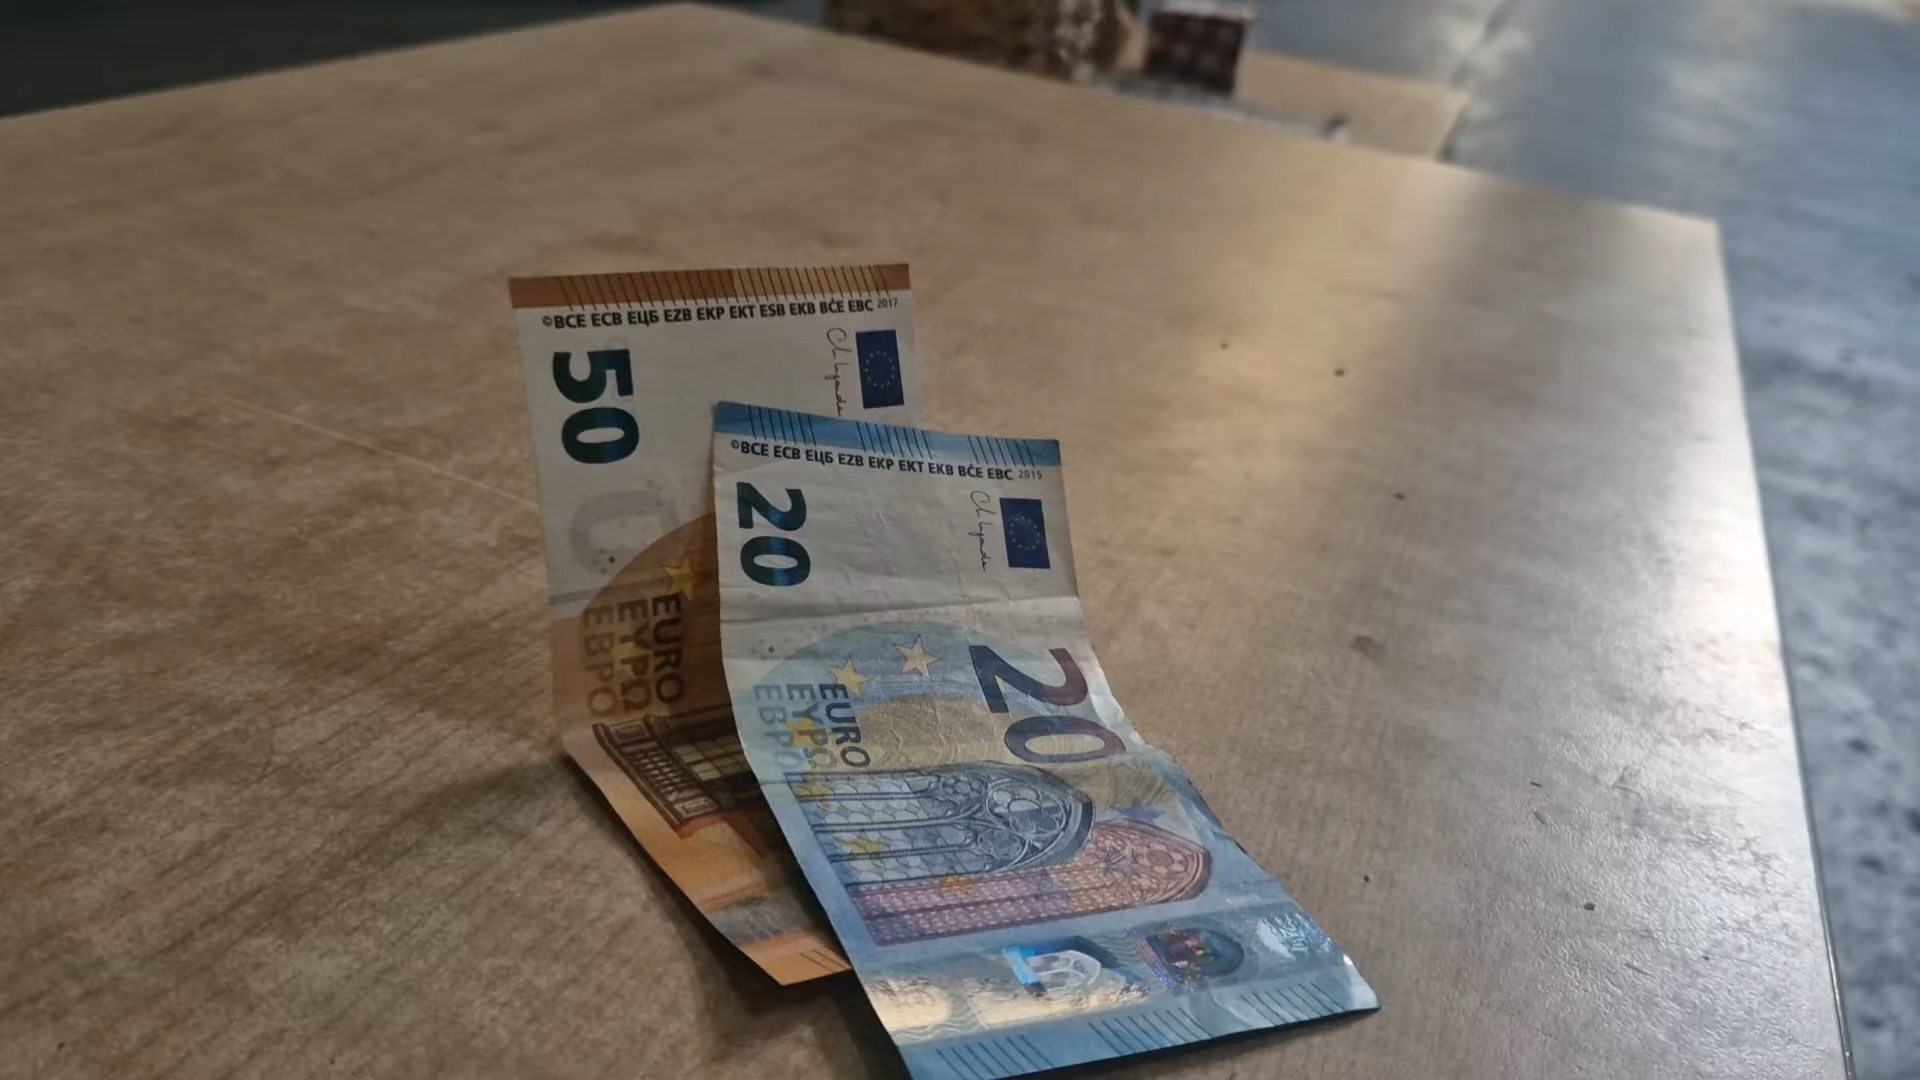 ©BCE ECB ЕЦБ EZB EKP EKT ESB EKB BĊE EBC 2017
50
EURO
ΕΥΡΩ
ЕВРО
©BCE ECB ЕЦБ EZB EKP EKT EKB BĊE EBC 2015
20
20
EURO
ΕΥΡΩ
ЕВРО